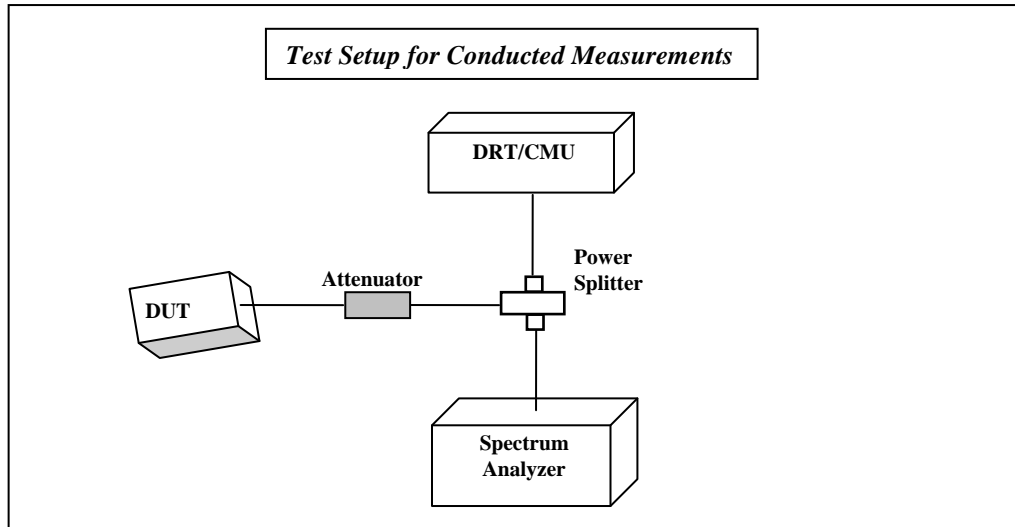 Test Setup for Conducted Measurements
DRT/CMU
Power
Splitter
Attenuator
DUT
Spectrum
Analyzer